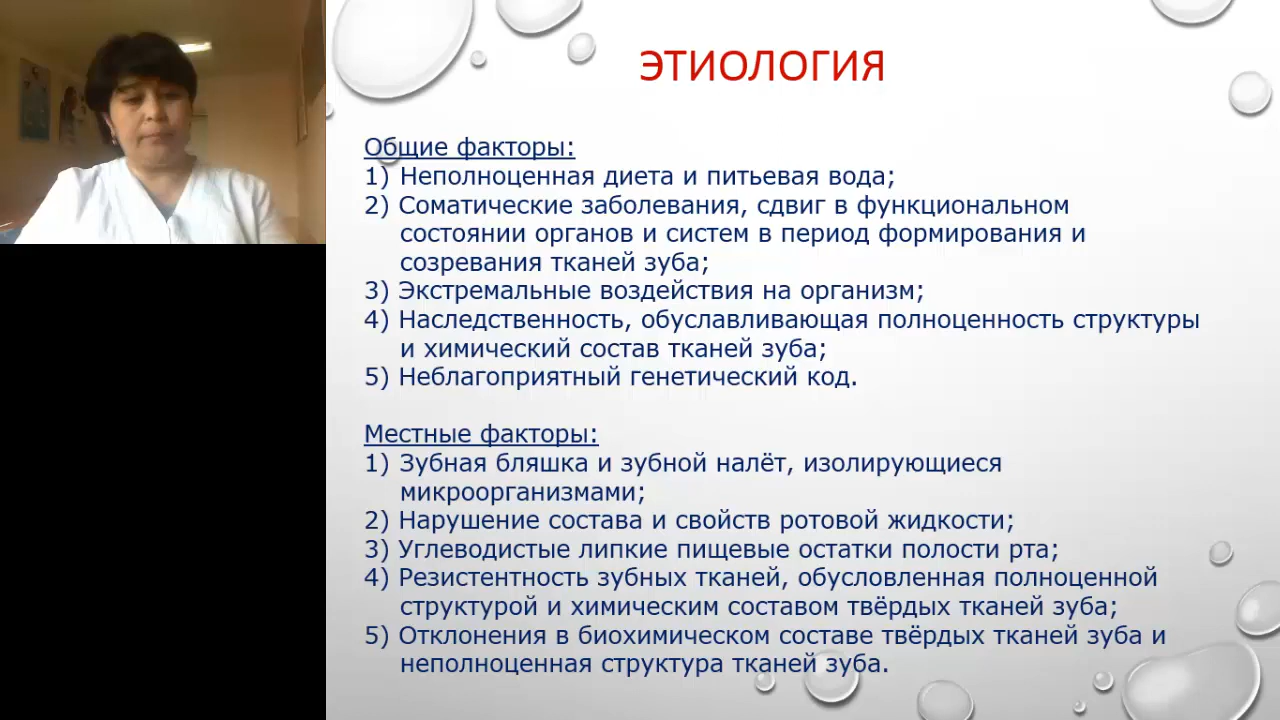 ЭТИОЛОГИЯ
Общие факторы:
1) Неполноценная диета и питьевая вода;
2) Соматические заболевания, сдвиг в функциональном
состоянии органов и систем в период формирования и
созревания тканей зуба;
3) Экстремальные воздействия на организм;
4) Наследственность, обуславливающая полноценность структуры
и химический состав тканей зуба;
5) Неблагоприятный генетический код.
Местные факторы:
1) Зубная бляшка и зубной налёт, изолирующиеся
микроорганизмами;
2) Нарушение состава и свойств ротовой жидкости;
3) Углеводистые липкие пищевые остатки полости рта;
4) Резистентность зубных тканей, обусловленная полноценной
структурой и химическим составом твёрдых тканей зуба;
5) Отклонения в биохимическом составе твёрдых тканей зуба и
неполноценная структура тканей зуба.